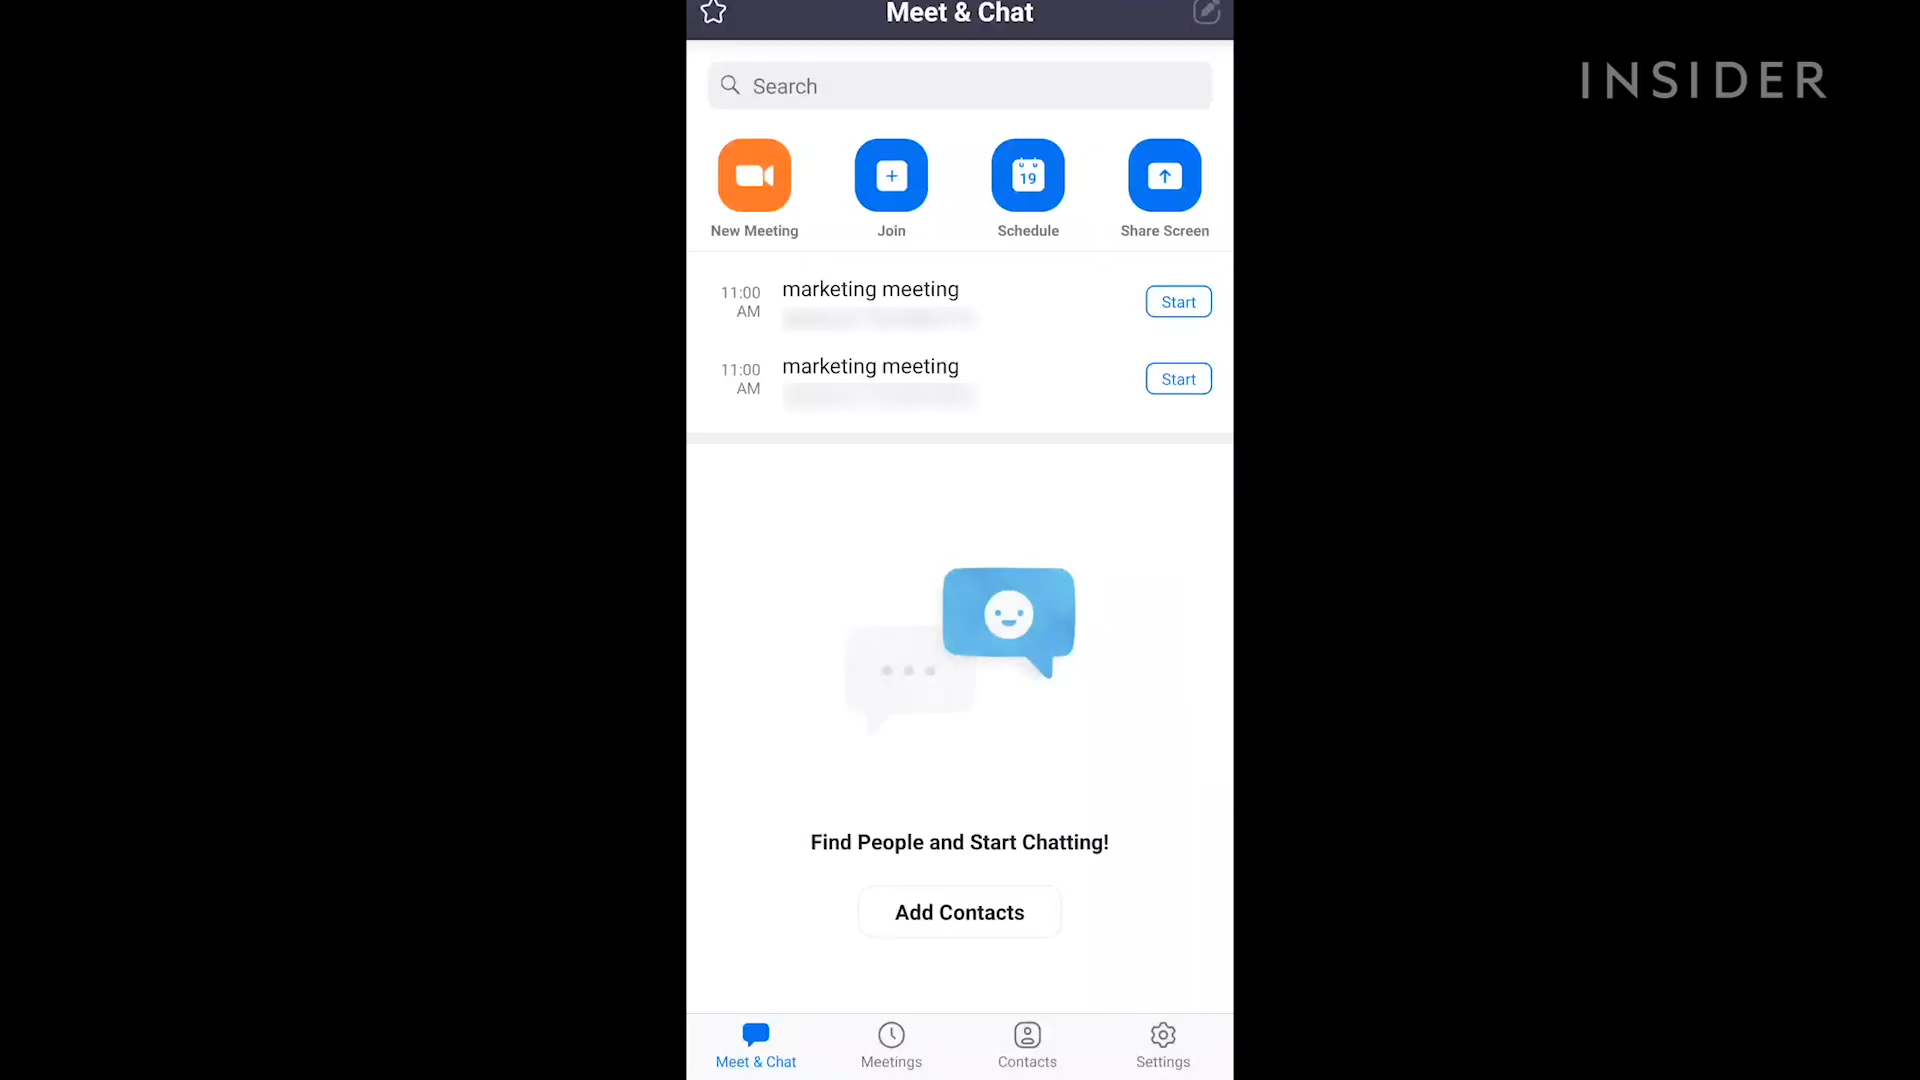 Meet & Chat
INSIDER
Search
19
New Meeting
Join
Schedule
Share Screen
11:00
AM
marketing meeting
Start
11:00
AM
marketing meeting
Start
Find People and Start Chatting!
Add Contacts
Meet & Chat
Meetings
Contacts
Settings